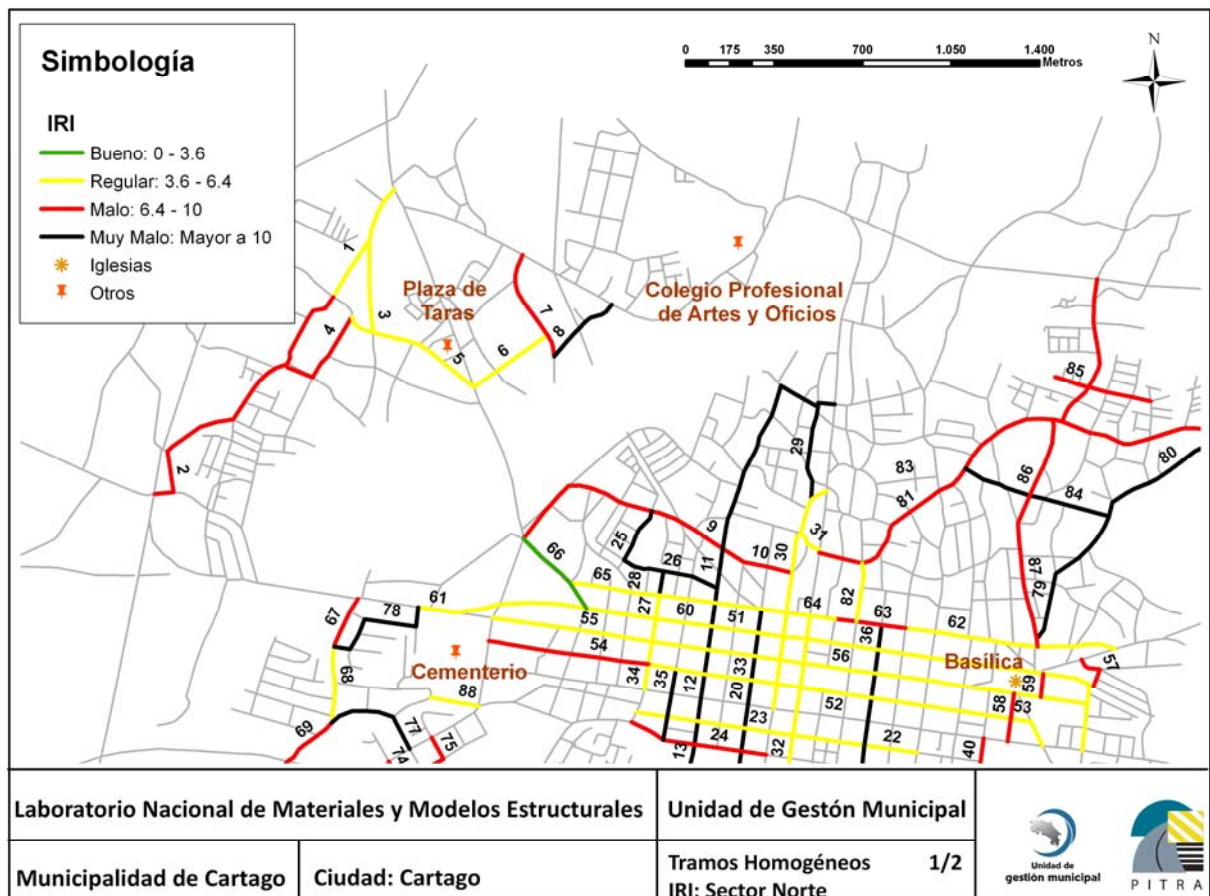 Simbología
IRI
Bueno: 0 - 3.6
Regular: 3.6 - 6.4
Malo: 6.4 - 10
Muy Malo: Mayor a 10
Iglesias
Otros
0 175 350 700 1.050 1.400
Metros
N
Plaza de
Taras
Colegio Profesional
de Artes y Oficios
Cementerio
Basílica
1
3
4
5
6
7
8
2
85
80
86
84
83
81
29
31
30
9
10
11
25
26
28
27
66
65
60
51
64
82
63
36
62
87
79
61
78
67
55
54
56
57
59
58
53
68
88
34
35
12
33
20
52
23
22
24
32
13
40
69
77
74
75
Laboratorio Nacional de Materiales y Modelos Estructurales
Unidad de Gestón Municipal
Municipalidad de Cartago
Ciudad: Cartago
Tramos Homogéneos 1/2
IRI: Sector Norte
Unidad de
gestión municipal
PITRA